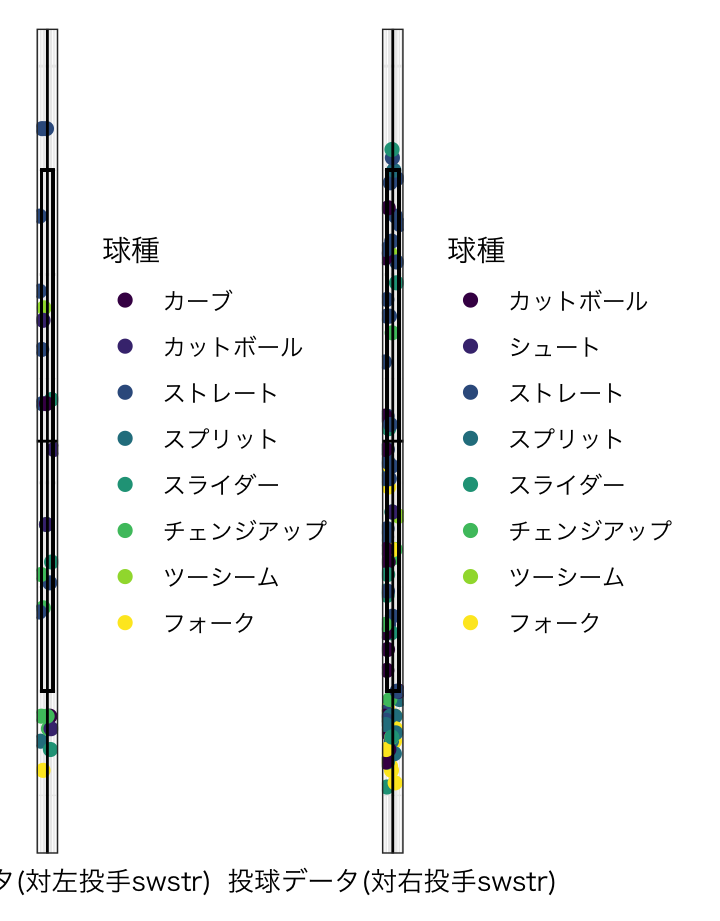 球種
カーブ
カットボール
ストレート
スプリット
スライダー
チェンジアップ
ツーシーム
フォーク
球種
カットボール
シュート
ストレート
スプリット
スライダー
チェンジアップ
ツーシーム
フォーク
タ(対左投手swstr)
投球データ(対右投手swstr)